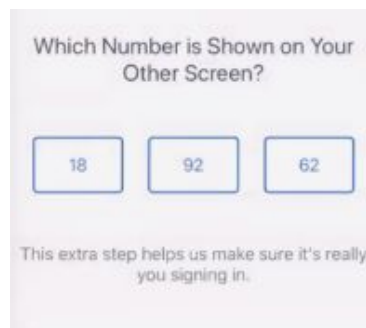 Which Number is Shown on Your
Other Screen?
18 92 62
This extra step helps us make sure it's really
you signing in.